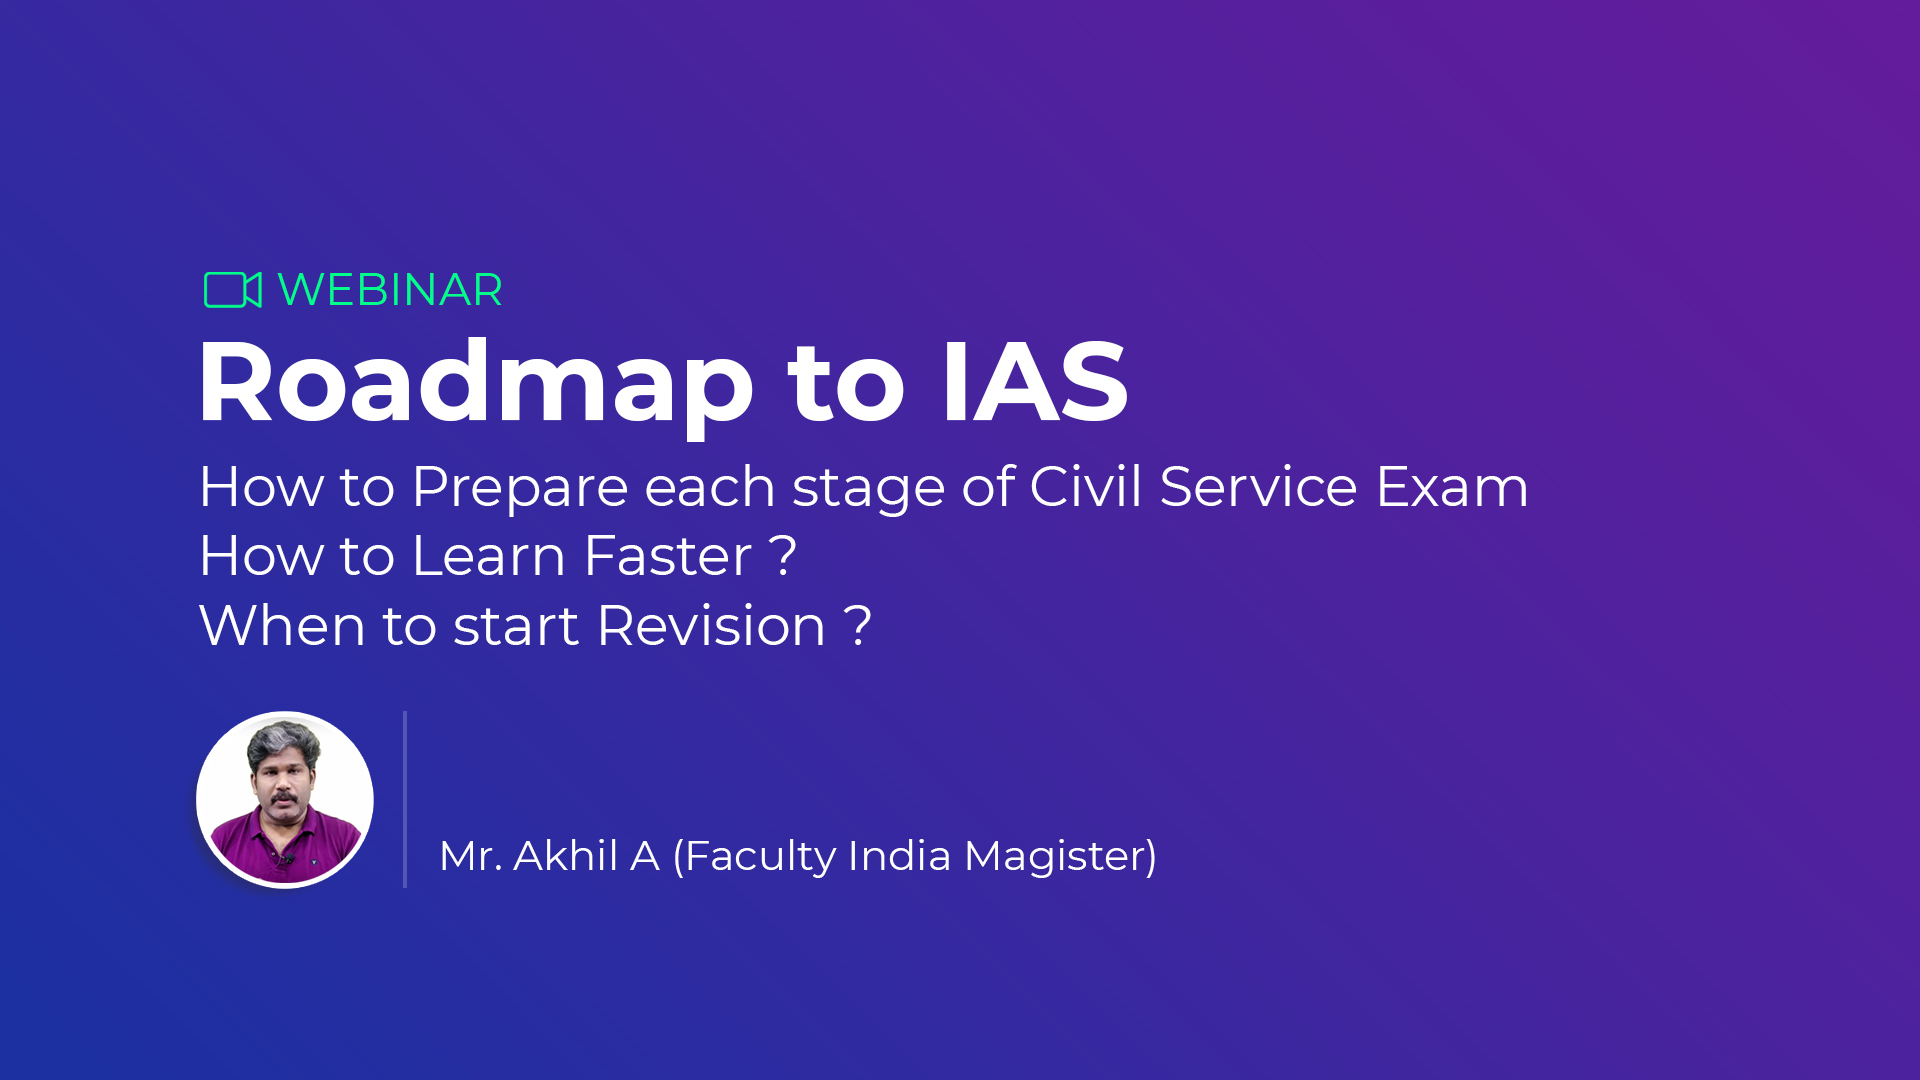 WEBINAR
Roadmap to IAS
How to Prepare each stage of Civil Service Exam
How to Learn Faster ?
When to start Revision ?
Mr. Akhil A (Faculty India Magister)